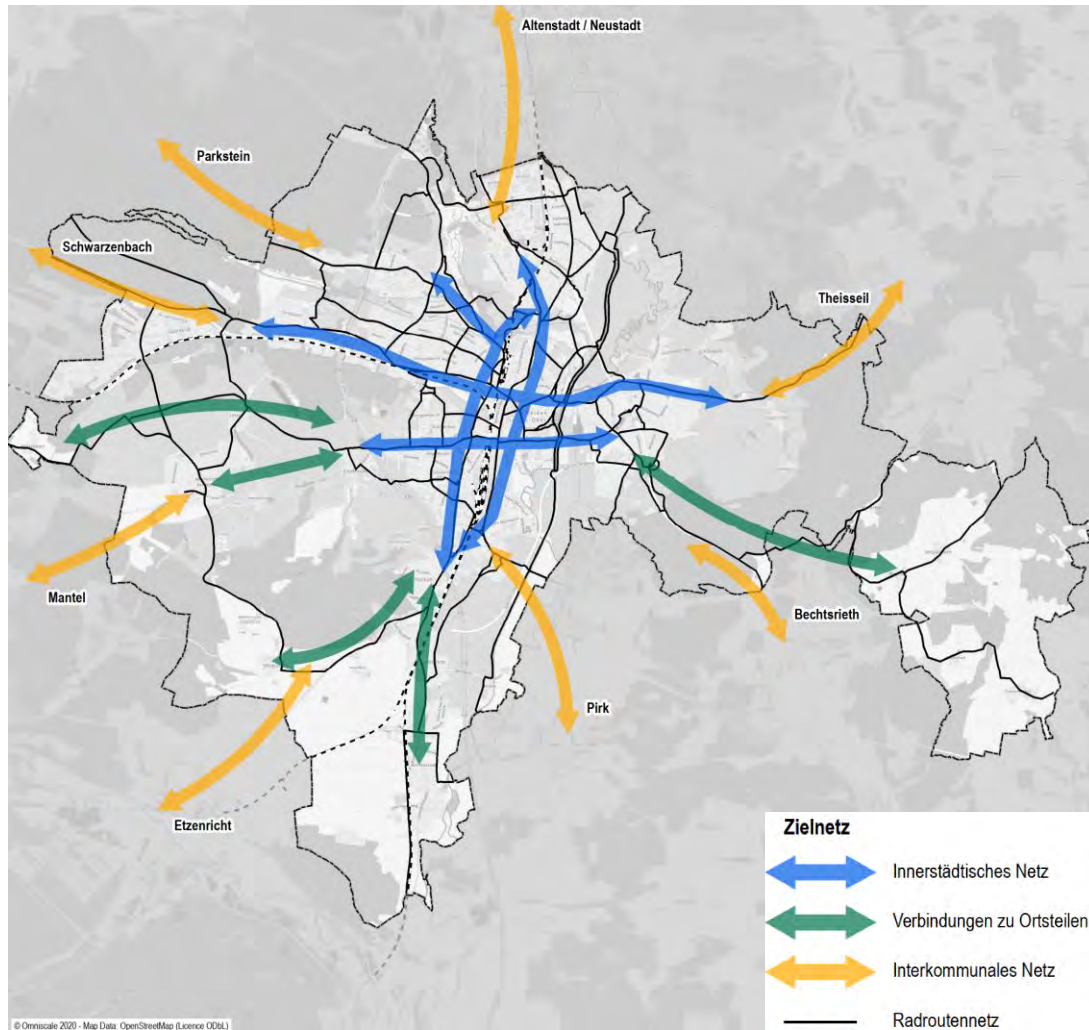 Altenstadt / Neustadt
Parkstein
Schwarzenbach
Theisseil
Mantel
Bechtsrieth
Pirk
Etzenricht
Zielnetz
Innerstädtisches Netz
Verbindungen zu Ortsteilen
Interkommunales Netz
Radroutennetz
© Omniscale 2020 - Map Data: OpenStreetMap (Licence ODbL)